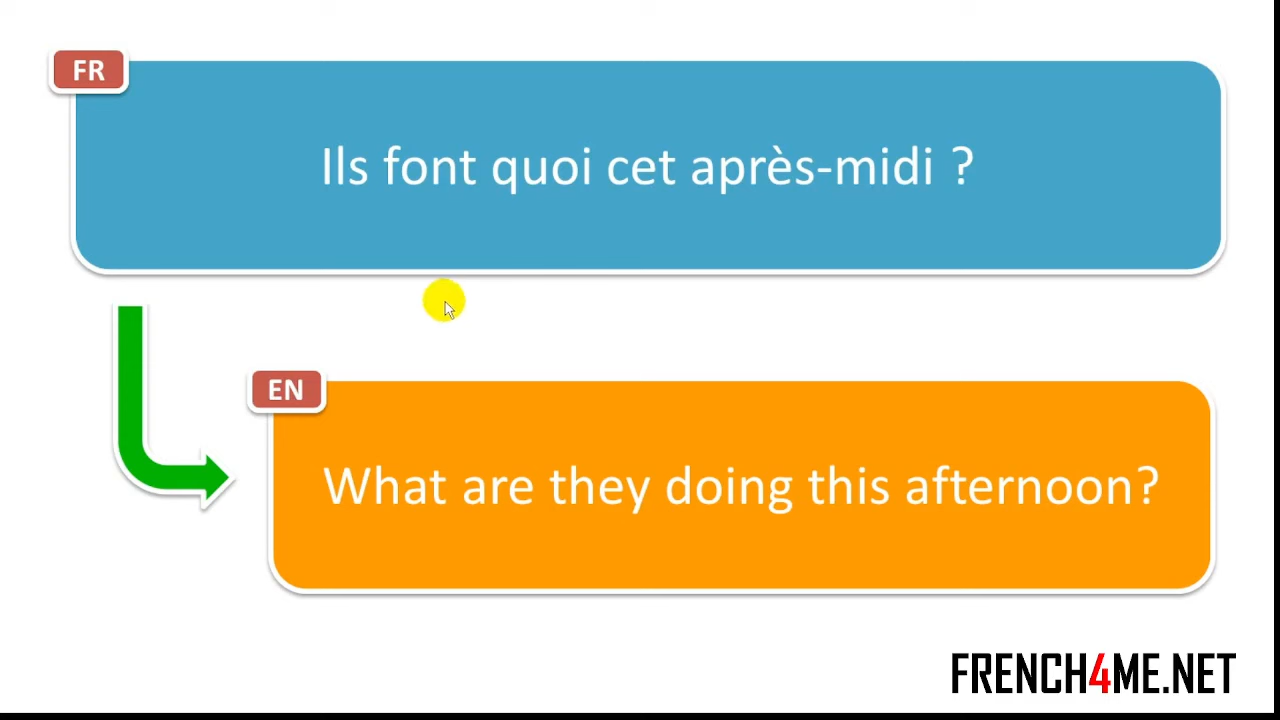 FR
Ils font quoi cet après-midi ?
EN
What are they doing this afternoon?
FRENCH4ME.NET